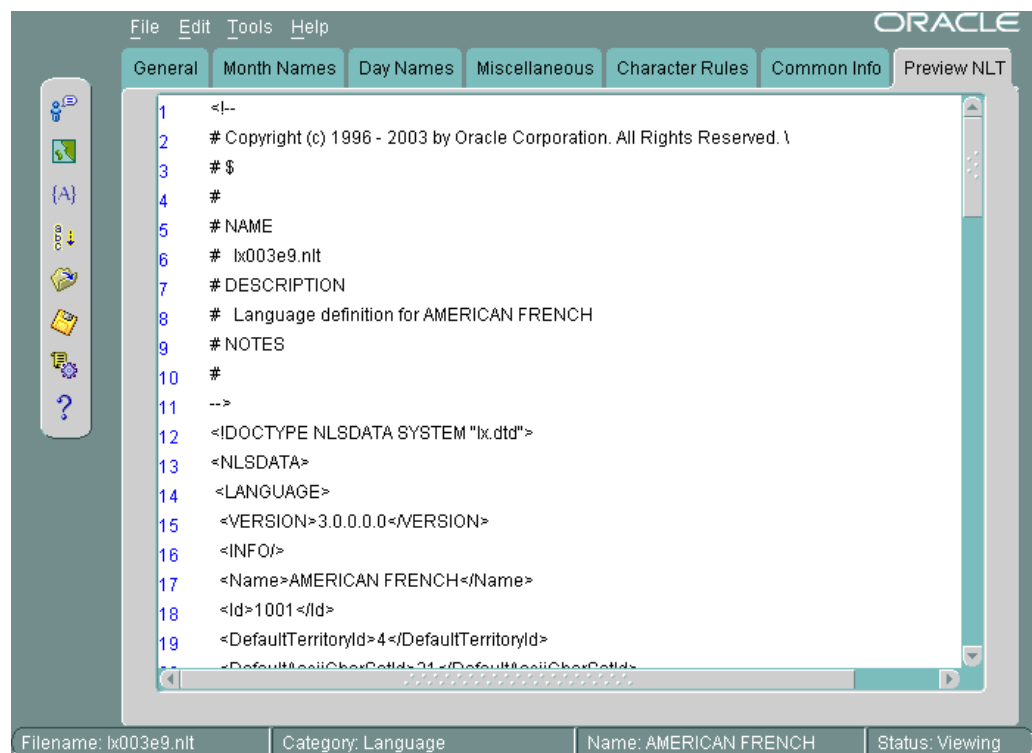 File Edit Tools Help
ORACLE
General Month Names Day Names Miscellaneous Character Rules Common Info Preview NLT
1 <!--
2 # Copyright (c) 1996 - 2003 by Oracle Corporation. All Rights Reserved. \
3 # $
4 #
5 # NAME
6 # lx003e9.nlt
7 # DESCRIPTION
8 # Language definition for AMERICAN FRENCH
9 # NOTES
10 #
11 -->
12 <!DOCTYPE NLSDATA SYSTEM "lx.dtd">
13 <NLSDATA>
14 <LANGUAGE>
15 <VERSION>3.0.0.0.0</VERSION>
16 <INFO/>
17 <Name>AMERICAN FRENCH</Name>
18 <Id>1001</Id>
19 <DefaultTerritoryId>4</DefaultTerritoryId>
<DefaultAsciiCharSetId>31</DefaultAsciiCharSetId>
{A}
a
b
c
?
Filename: lx003e9.nlt Category: Language Name: AMERICAN FRENCH Status: Viewing